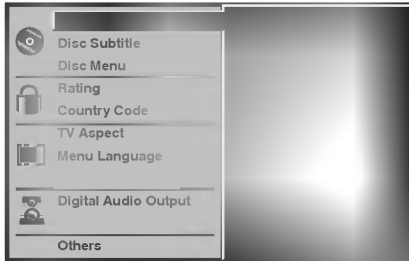 Disc Subtitle
Disc Menu
Rating
Country Code
TV Aspect
Menu Language
Digital Audio Output
Others